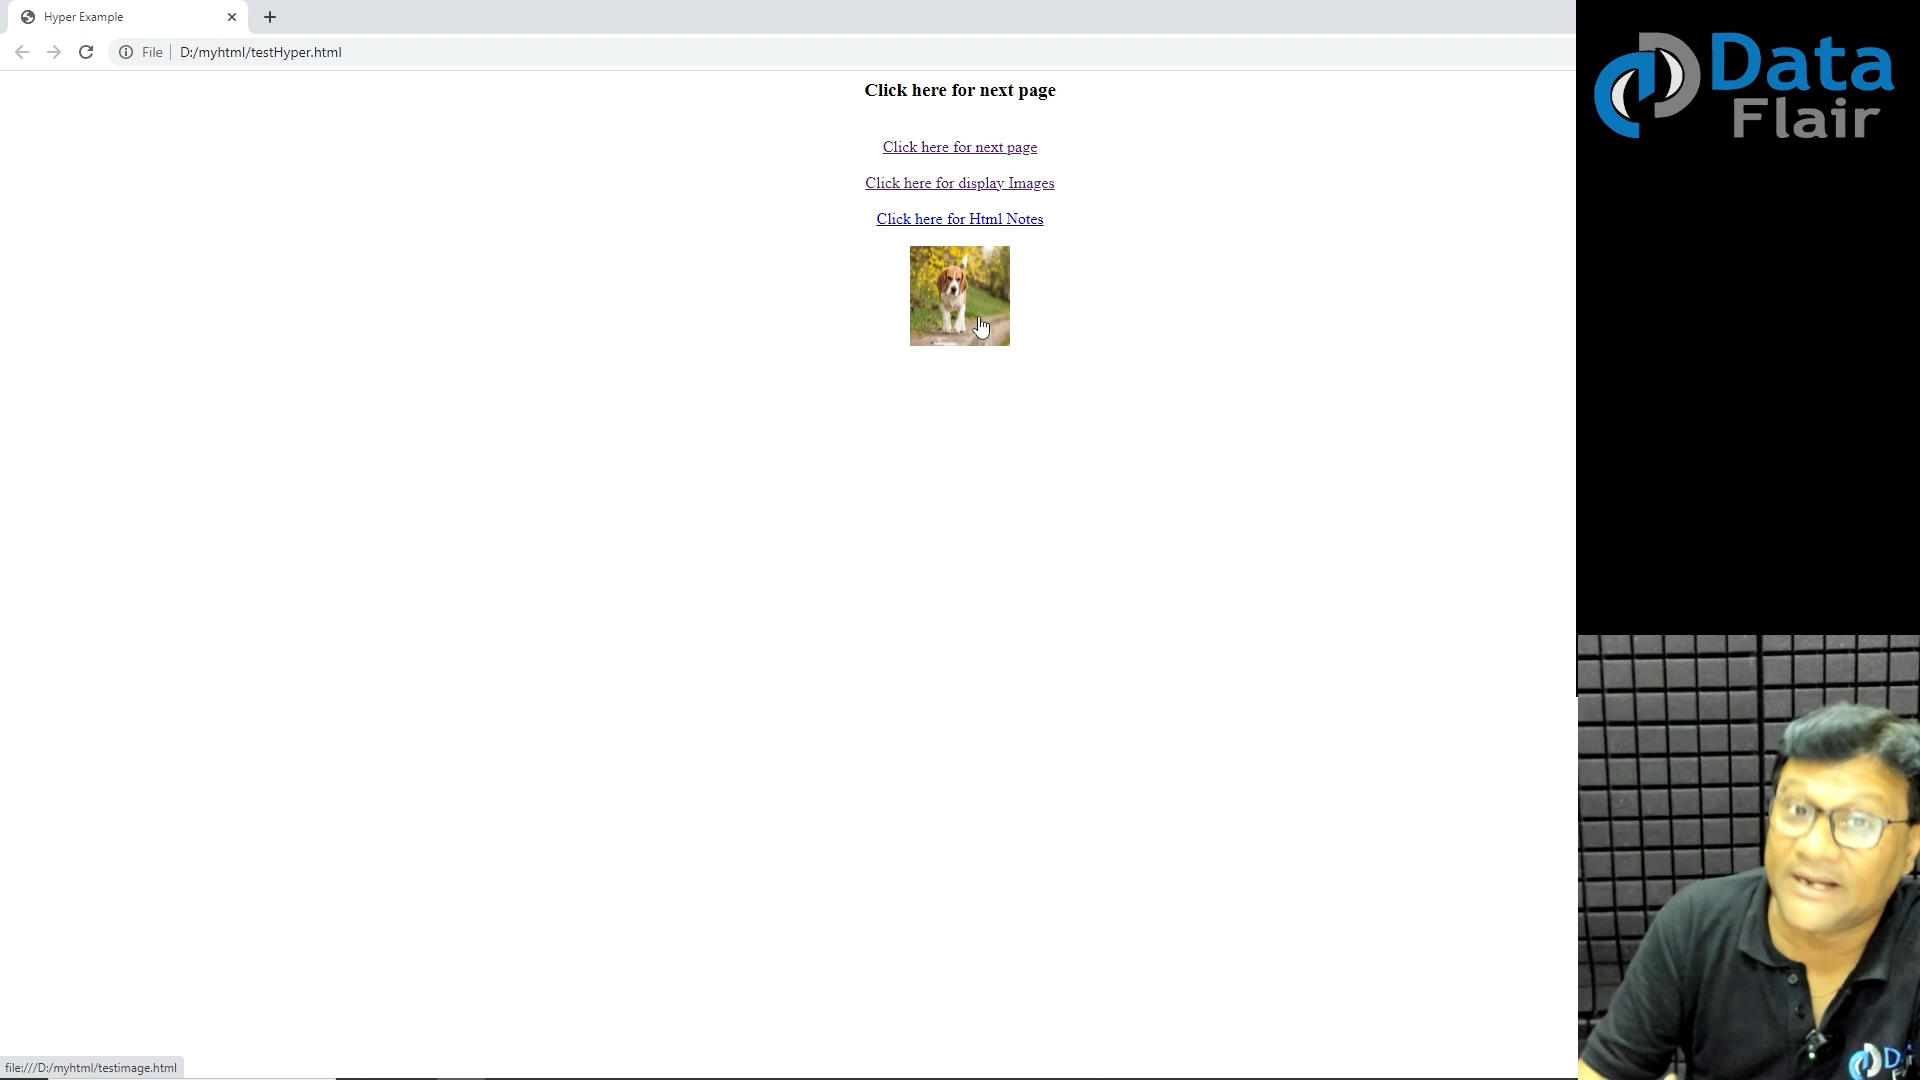 Hyper Example
File D:/myhtml/testHyper.html
Data
Flair
Click here for next page
Click here for next page
Click here for display Images
Click here for Html Notes
file:///D:/myhtml/testimage.html